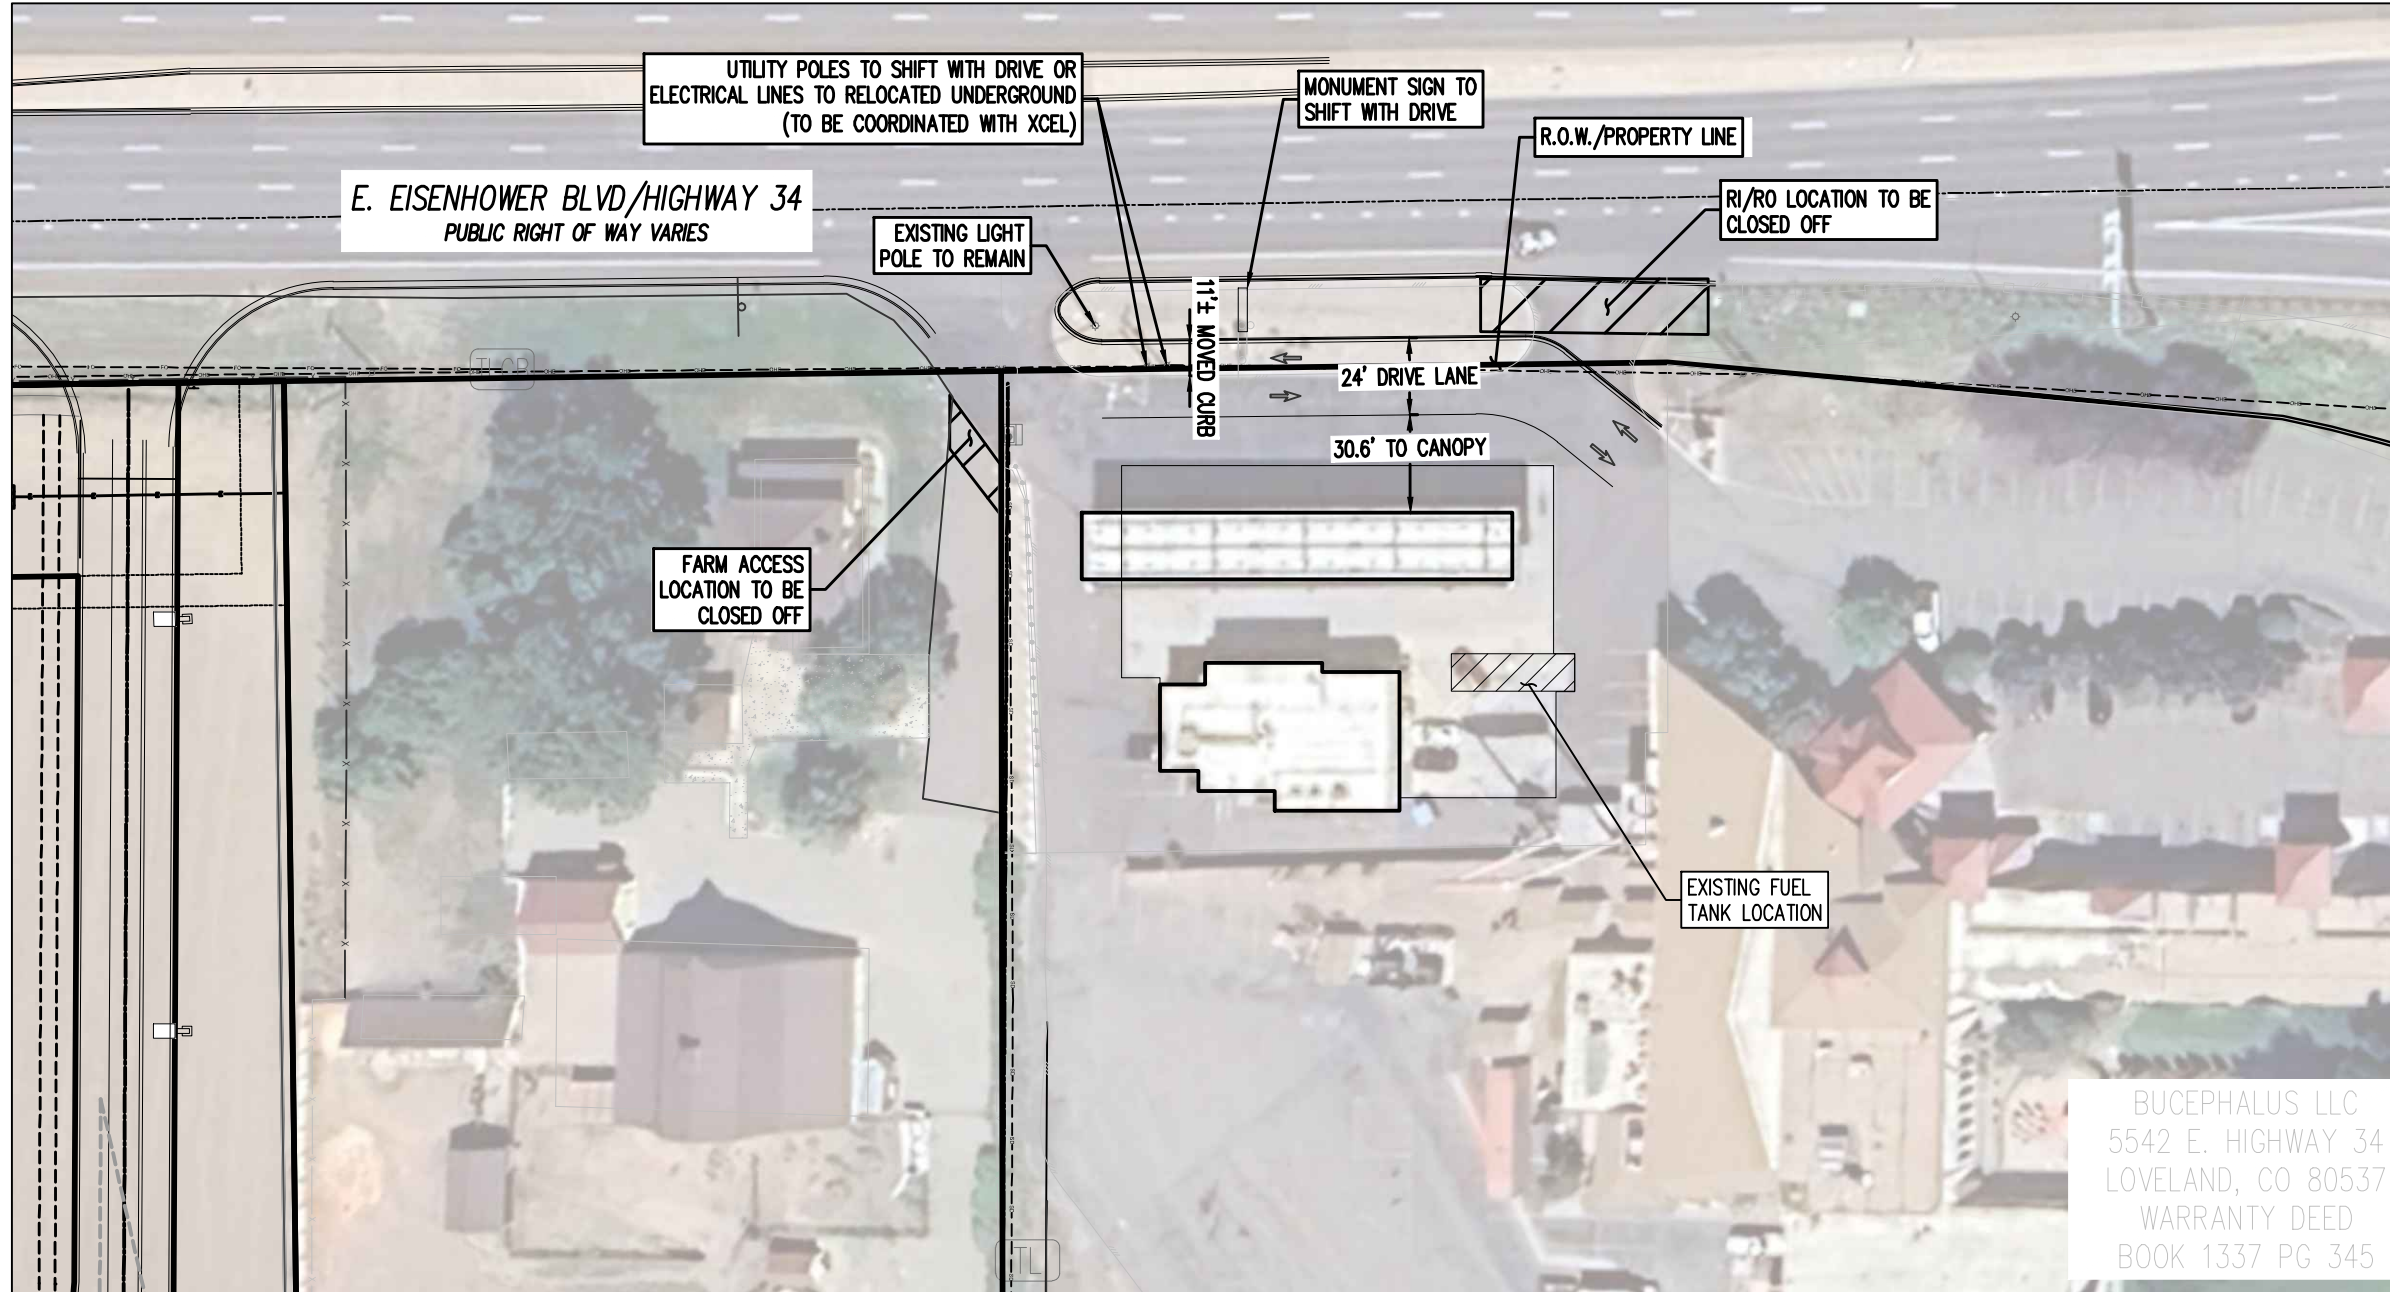 UTILITY POLES TO SHIFT WITH DRIVE OR
ELECTRICAL LINES TO RELOCATED UNDERGROUND
(TO BE COORDINATED WITH XCEL)
MONUMENT SIGN TO
SHIFT WITH DRIVE
R.O.W./PROPERTY LINE
E. EISENHOWER BLVD/HIGHWAY 34
PUBLIC RIGHT OF WAY VARIES
EXISTING LIGHT
POLE TO REMAIN
RI/RO LOCATION TO BE
CLOSED OFF
11'± MOVED CURB
24' DRIVE LANE
30.6' TO CANOPY
FARM ACCESS
LOCATION TO BE
CLOSED OFF
EXISTING FUEL
TANK LOCATION
BUCEPHALUS LLC
5542 E. HIGHWAY 34
LOVELAND, CO 80537
WARRANTY DEED
BOOK 1337 PG 345
TL